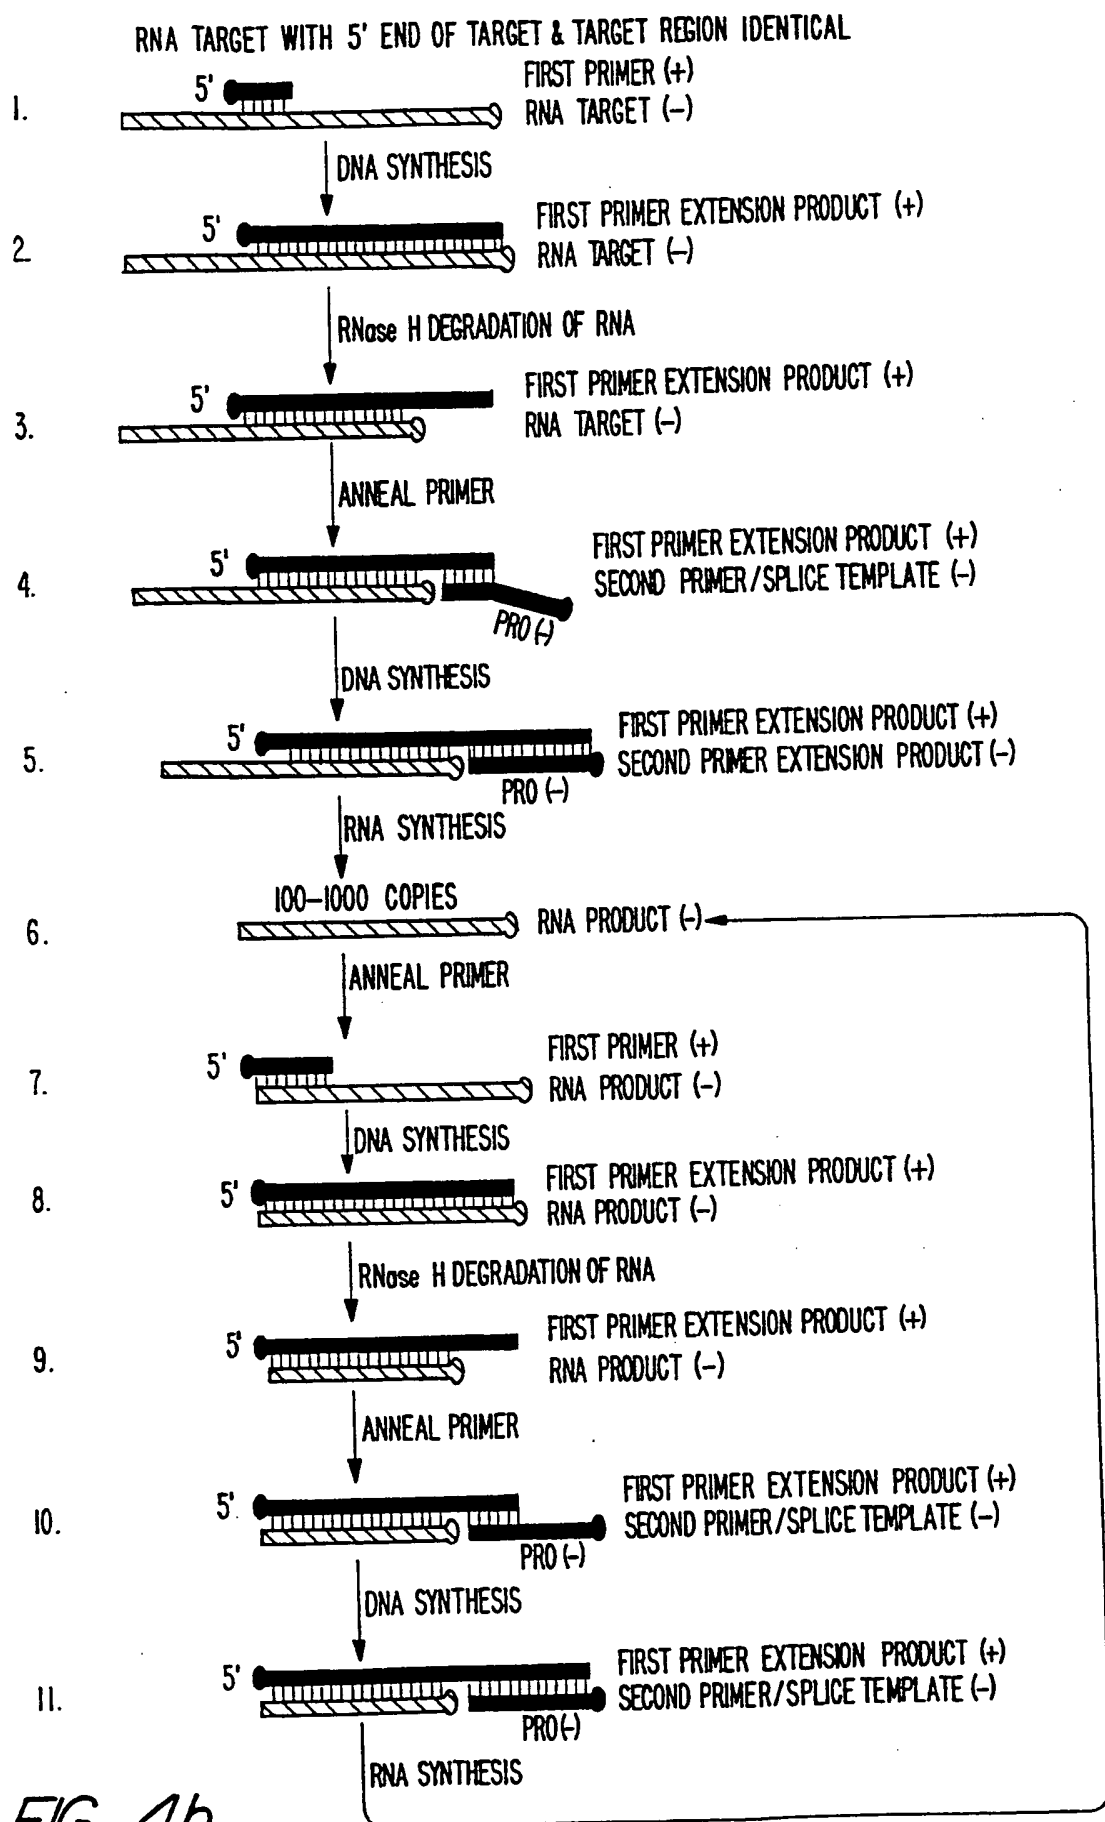 RNA TARGET WITH 5' END OF TARGET & TARGET REGION IDENTICAL
1.
5'
FIRST PRIMER (+)
RNA TARGET (-)
DNA SYNTHESIS
2.
5'
FIRST PRIMER EXTENSION PRODUCT (+)
RNA TARGET (-)
RNase H DEGRADATION OF RNA
3.
5'
FIRST PRIMER EXTENSION PRODUCT (+)
RNA TARGET (-)
ANNEAL PRIMER
4.
5'
FIRST PRIMER EXTENSION PRODUCT (+)
SECOND PRIMER/SPLICE TEMPLATE (-)
PRO (-)
DNA SYNTHESIS
5.
5'
FIRST PRIMER EXTENSION PRODUCT (+)
SECOND PRIMER EXTENSION PRODUCT (-)
PRO (-)
RNA SYNTHESIS
6.
100-1000 COPIES
RNA PRODUCT (-)
ANNEAL PRIMER
7.
5'
FIRST PRIMER (+)
RNA PRODUCT (-)
DNA SYNTHESIS
8.
5'
FIRST PRIMER EXTENSION PRODUCT (+)
RNA PRODUCT (-)
RNase H DEGRADATION OF RNA
9.
5'
FIRST PRIMER EXTENSION PRODUCT (+)
RNA PRODUCT (-)
ANNEAL PRIMER
10.
5'
FIRST PRIMER EXTENSION PRODUCT (+)
SECOND PRIMER/SPLICE TEMPLATE (-)
PRO (-)
DNA SYNTHESIS
11.
5'
FIRST PRIMER EXTENSION PRODUCT (+)
SECOND PRIMER/SPLICE TEMPLATE (-)
PRO (-)
RNA SYNTHESIS
FIG. 4b